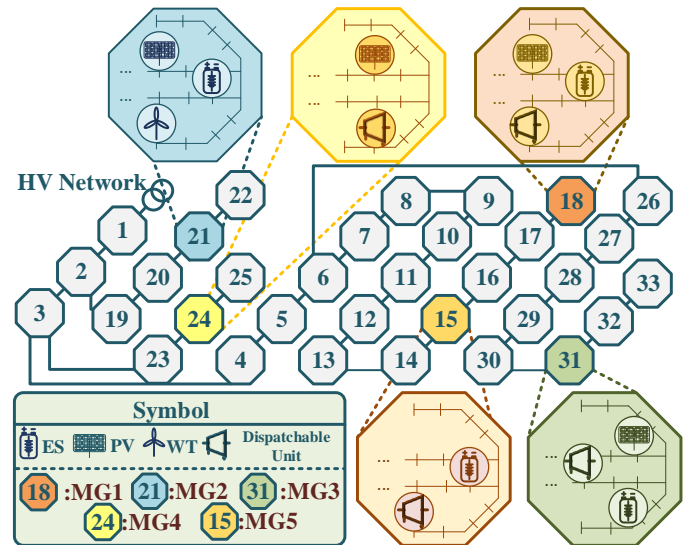 ... ...
... ...
... ...
HV Network
22 8 9 18 26
1 21 7 10 17 27
2 20 25 6 11 16 28 33
3 19 24 5 12 15 29 32
23 4 13 14 30 31
... ...
... ...
Symbol
ES PV WT Dispatchable
Unit
18 :MG1 21 :MG2 31 :MG3
24 :MG4 15 :MG5